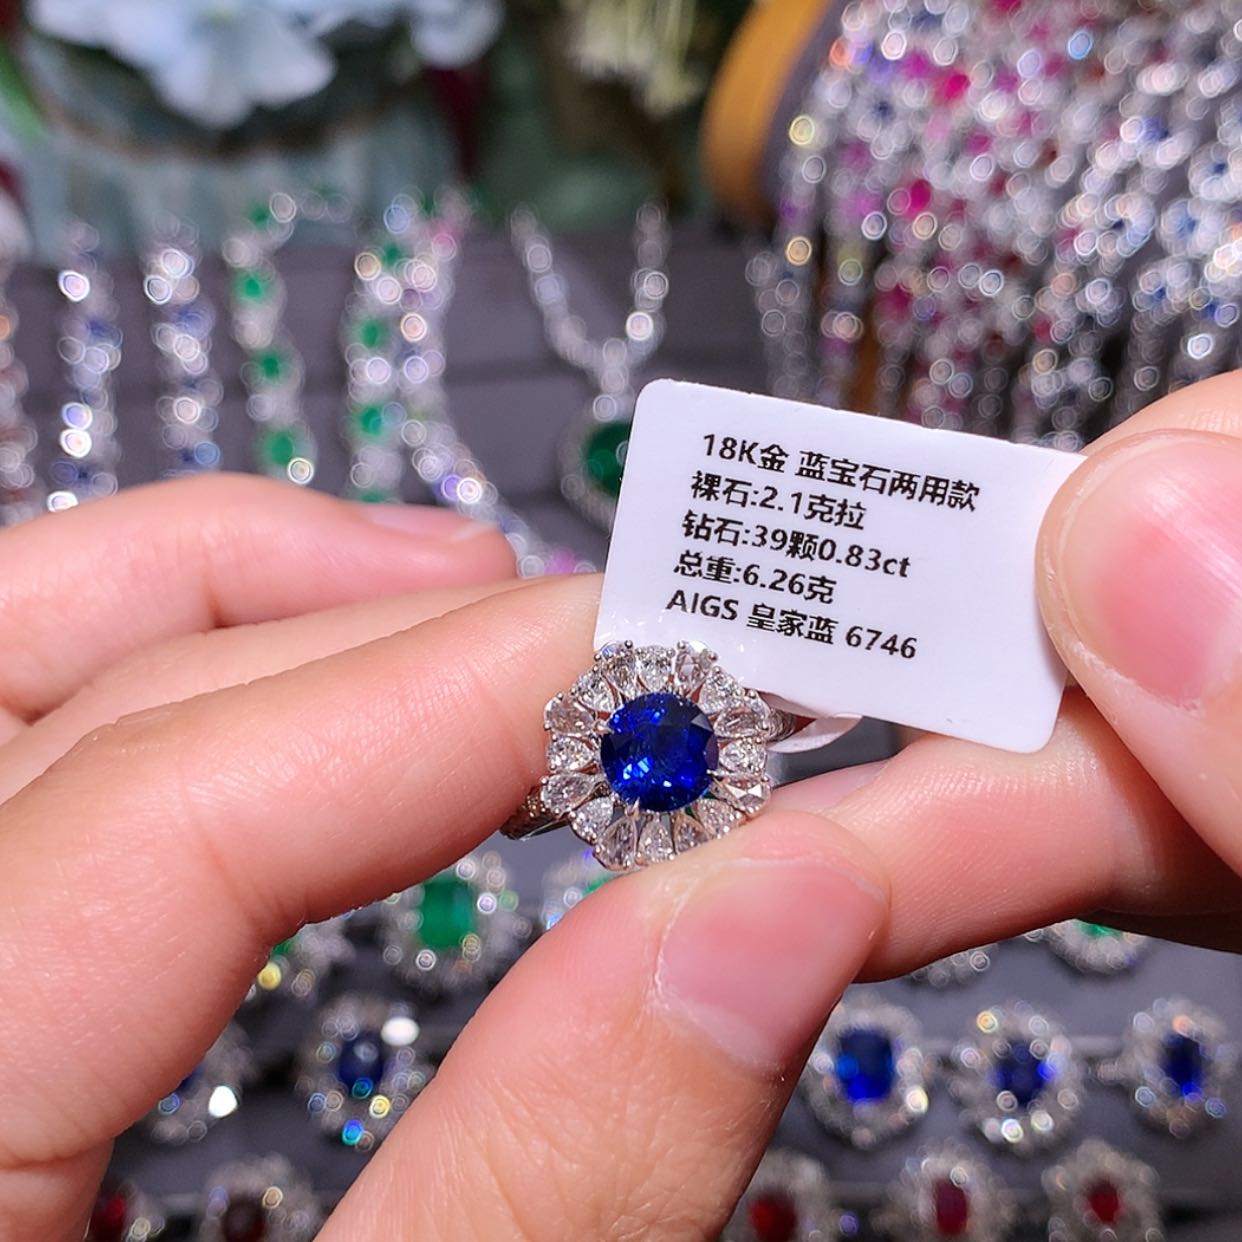 18K金 蓝宝石两用款
裸石:2.1克拉
钻石:39颗0.83ct
总重:6.26克
AIGS 皇家蓝 6746